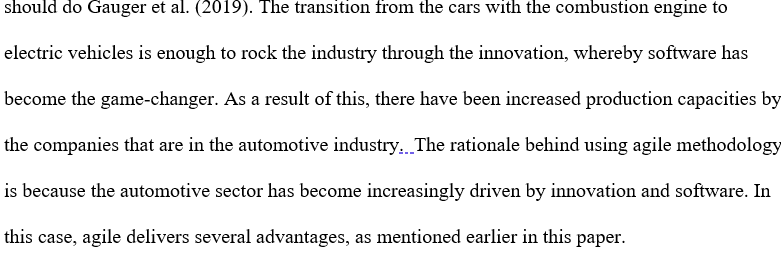 should do Gauger et al. (2019). The transition from the cars with the combustion engine to
electric vehicles is enough to rock the industry through the innovation, whereby software has
become the game-changer. As a result of this, there have been increased production capacities by
the companies that are in the automotive industry.  The rationale behind using agile methodology
is because the automotive sector has become increasingly driven by innovation and software. In
this case, agile delivers several advantages, as mentioned earlier in this paper.